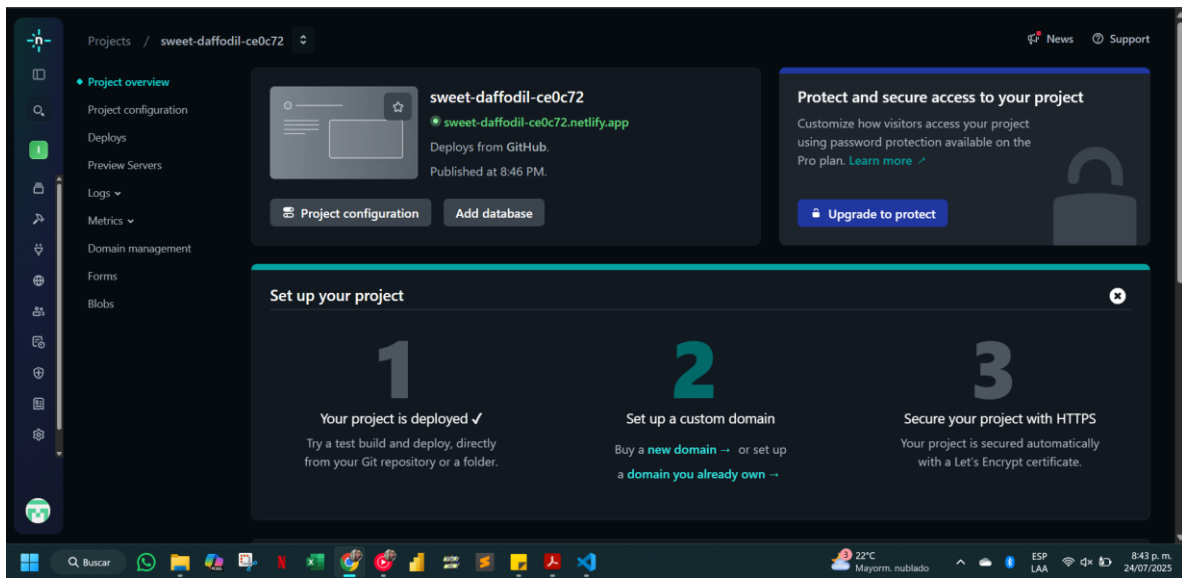 Projects / sweet-daffodil-ce0c72
News
Support
Project overview
Project configuration
Deploys
Preview Servers
Logs
Metrics
Domain management
Forms
Blobs
sweet-daffodil-ce0c72
sweet-daffodil-ce0c72.netlify.app
Deploys from GitHub.
Published at 8:46 PM.
Project configuration
Add database
Protect and secure access to your project
Customize how visitors access your project
using password protection available on the
Pro plan. Learn more ↗
Upgrade to protect
Set up your project
1
Your project is deployed ✓
Try a test build and deploy, directly
from your Git repository or a folder.
2
Set up a custom domain
Buy a new domain → or set up
a domain you already own →
3
Secure your project with HTTPS
Your project is secured automatically
with a Let's Encrypt certificate.
Buscar
3
22°C
Mayorm. nublado
ESP
LAA
8:43 p. m.
24/07/2025